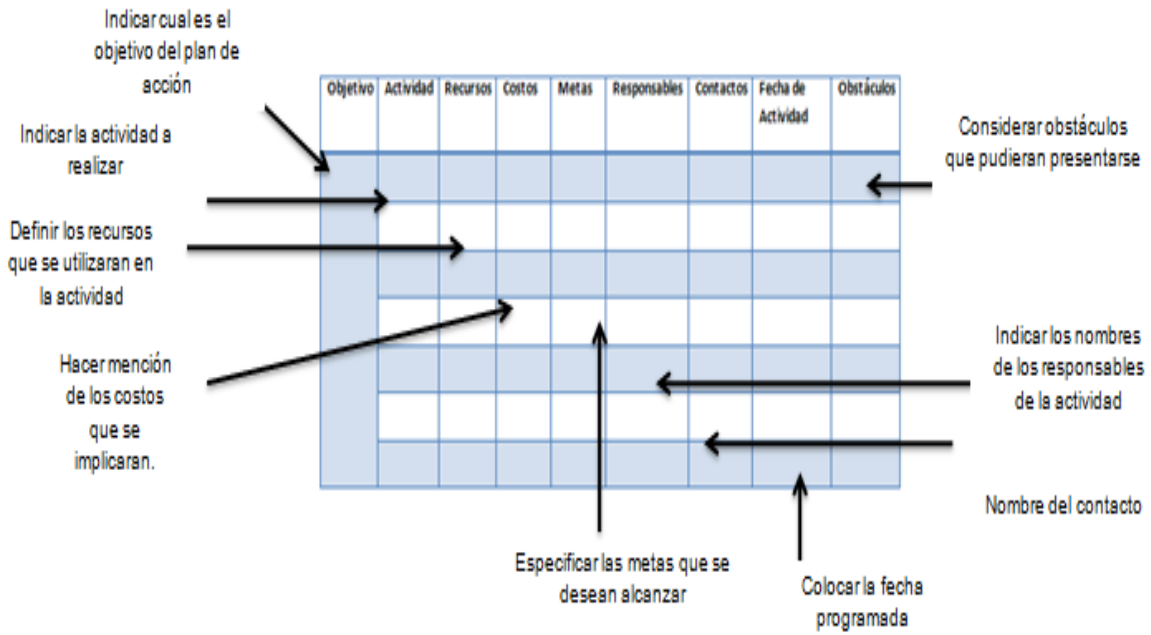 Indicar cual es el
objetivo del plan de
acción
Indicar la actividad a
realizar
Definir los recursos
que se utilizaran en
la actividad
Hacer mención
de los costos
que se
implicaran.
Objetivo Actividad Recursos Costos Metas Responsables Contactos Fecha de Obstáculos
Actividad
Considerar obstáculos
que pudieran presentarse
Indicar los nombres
de los responsables
de la actividad
Nombre del contacto
Especificar las metas que se
desean alcanzar
Colocar la fecha
programada